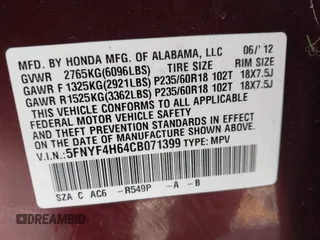 MFD. BY HONDA MFG. OF ALABAMA, LLC 06/'12
GVWR 2765KG(6096LBS) TIRE SIZE RIM SIZE
GAWR F 1325KG(2921LBS) P235/60R18 102T 18X7.5J
GAWR R1525KG(3362LBS) P235/60R18 102T 18X7.5J
THIS VEHICLE CONFORMS TO ALL APPLICABLE
FEDERAL MOTOR VEHICLE SAFETY AND THEFT PREVENTION
STANDARDS IN EFFECT ON THE DATE OF MANUFACTURE SHOWN ABOVE.
V.I.N.: 5FNYF4H64CB071399 TYPE: MPV
SZA C AC6 -R549P -A -B
DREAMBID